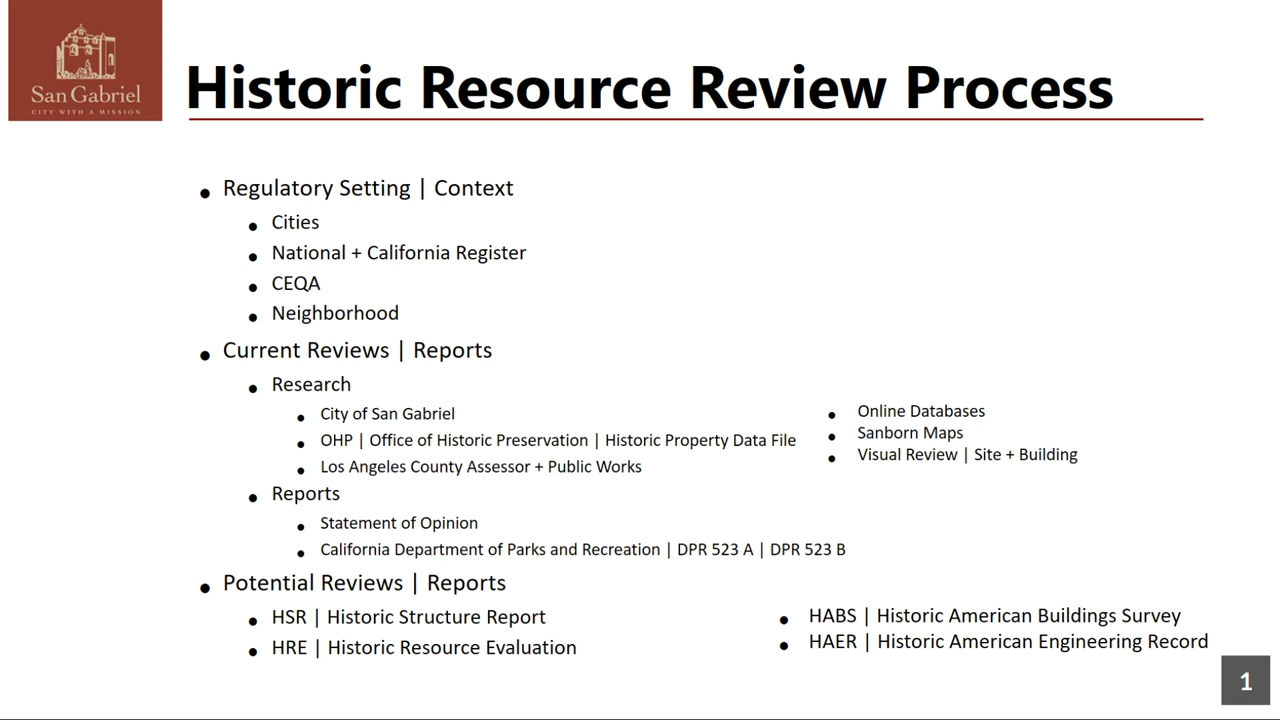 San Gabriel
CITY WITH A MISSION
Historic Resource Review Process
• Regulatory Setting | Context
• Cities
• National + California Register
• CEQA
• Neighborhood
• Current Reviews | Reports
• Research
• City of San Gabriel
• OHP | Office of Historic Preservation | Historic Property Data File
• Los Angeles County Assessor + Public Works
• Online Databases
• Sanborn Maps
• Visual Review | Site + Building
• Reports
• Statement of Opinion
• California Department of Parks and Recreation | DPR 523 A | DPR 523 B
• Potential Reviews | Reports
• HSR | Historic Structure Report
• HRE | Historic Resource Evaluation
• HABS | Historic American Buildings Survey
• HAER | Historic American Engineering Record
1